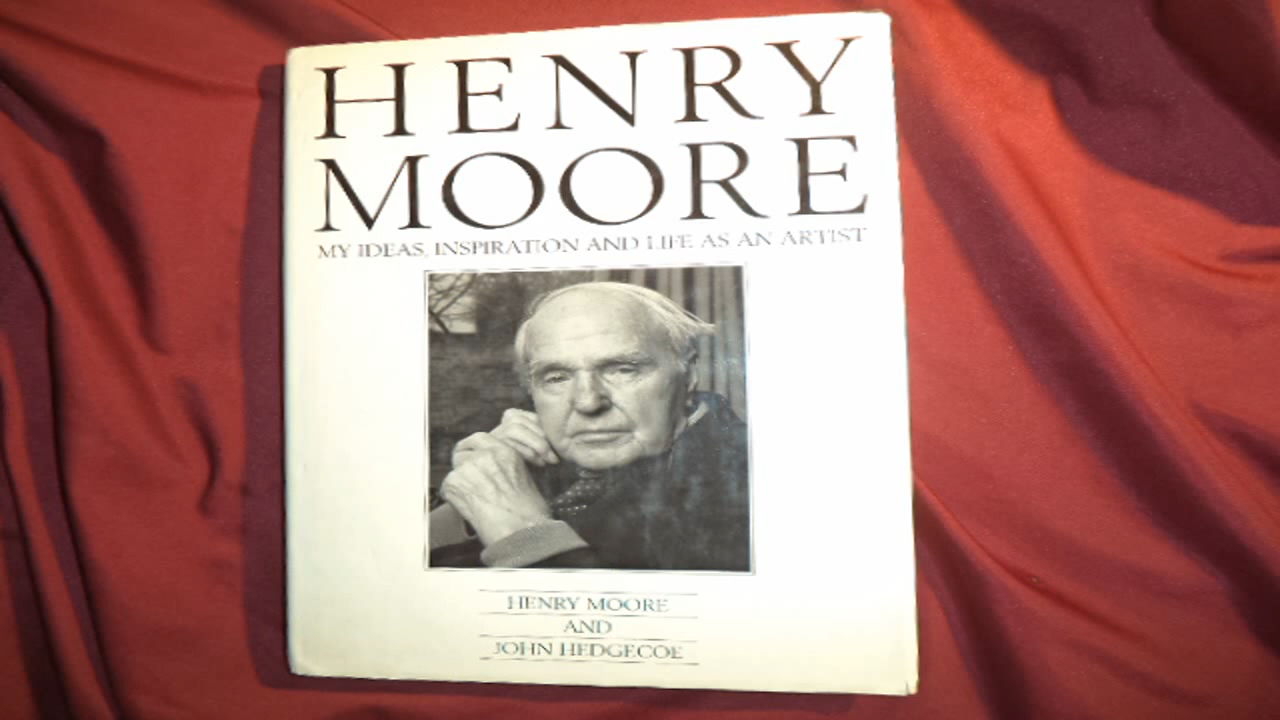 HENRY
MOORE
MY IDEAS, INSPIRATION AND LIFE AS AN ARTIST
HENRY MOORE
AND
JOHN HEDGECOE